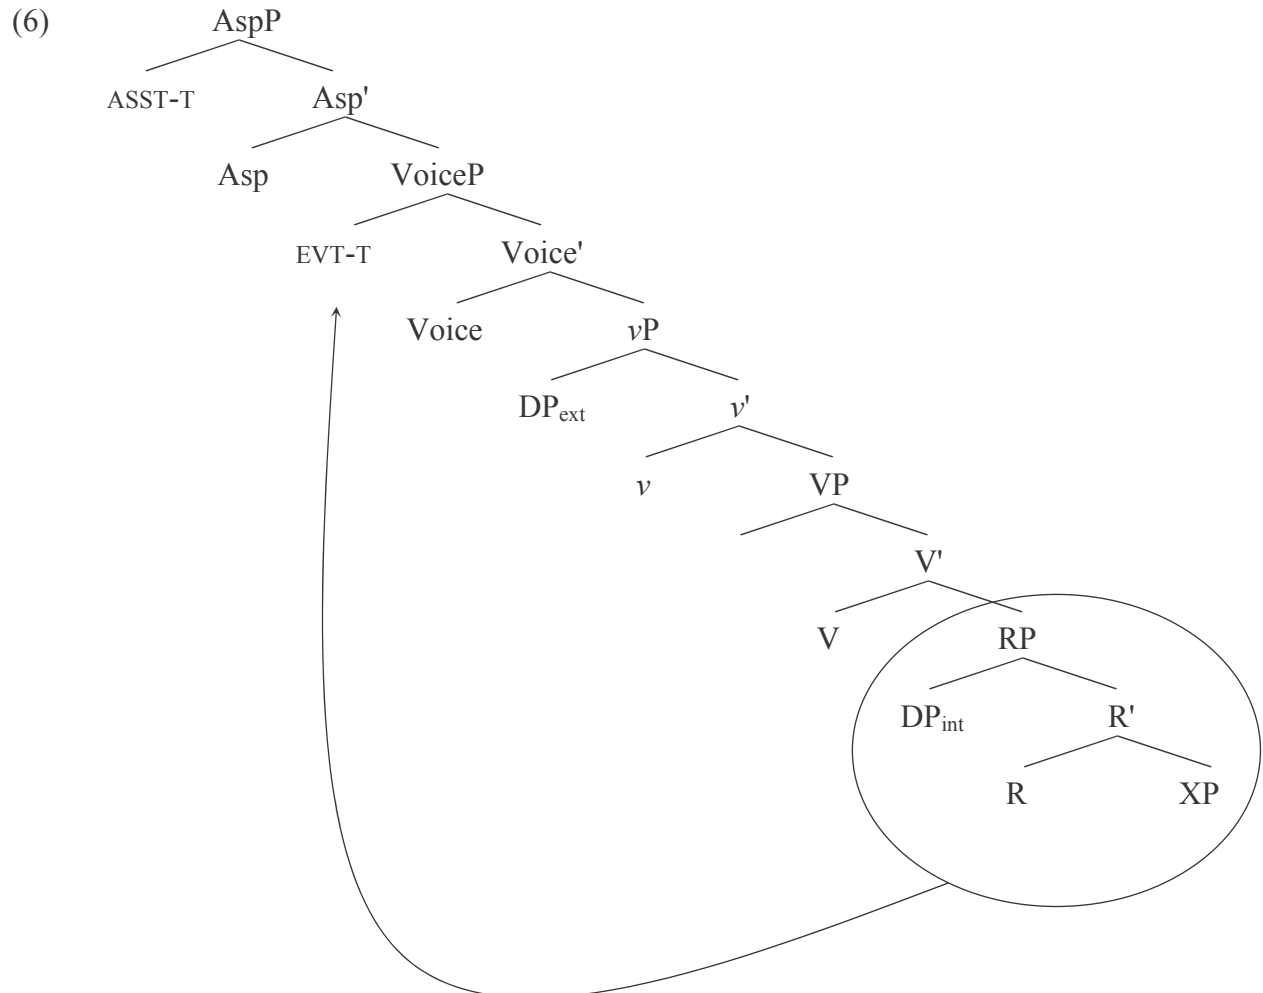 (6) AspP
ASST-T Asp'
Asp VoiceP
EVT-T Voice'
Voice vP
DPext v'
v VP
V'
V RP
DPint R'
R XP